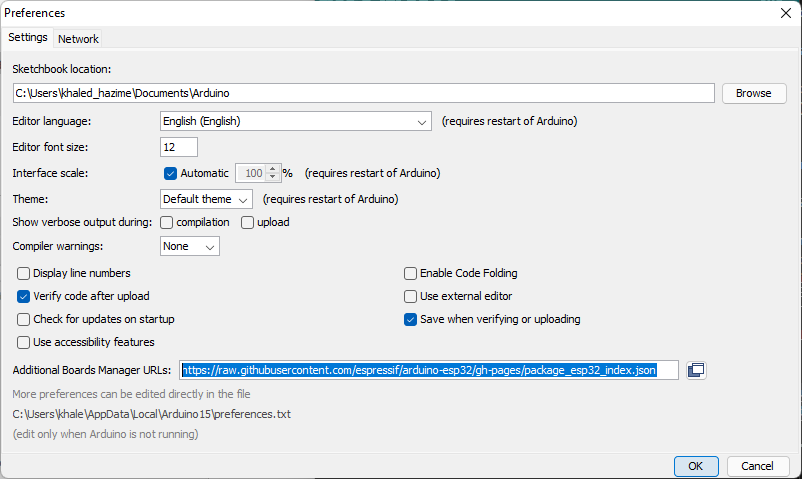 Preferences
Settings Network
Sketchbook location:
C:\Users\khaled_hazime\Documents\Arduino Browse
Editor language: English (English) (requires restart of Arduino)
Editor font size: 12
Interface scale: Automatic 100 % (requires restart of Arduino)
Theme: Default theme (requires restart of Arduino)
Show verbose output during: compilation upload
Compiler warnings: None
Display line numbers Enable Code Folding
Verify code after upload Use external editor
Check for updates on startup Save when verifying or uploading
Use accessibility features
Additional Boards Manager URLs: https://raw.githubusercontent.com/espressif/arduino-esp32/gh-pages/package_esp32_index.json
More preferences can be edited directly in the file
C:\Users\khale\AppData\Local\Arduino15\preferences.txt
(edit only when Arduino is not running)
OK Cancel